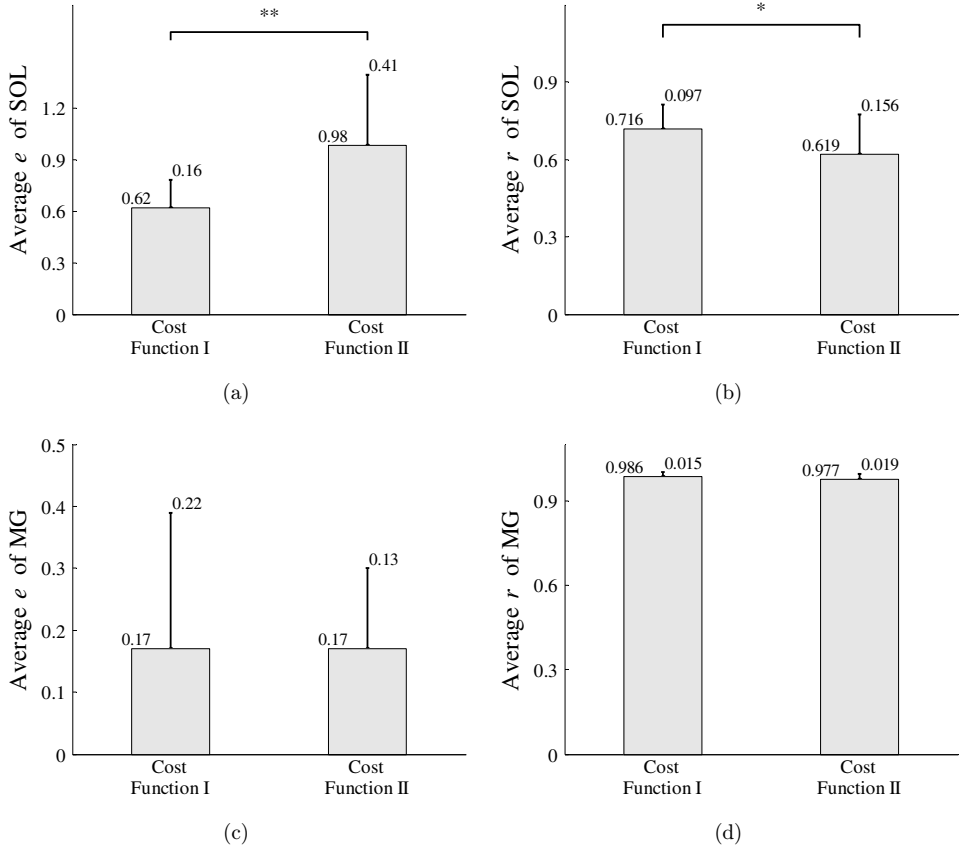 **
Average e of SOL
1.2
0.9
0.6
0.3
0
0.62
0.16
0.98
0.41
Cost
Function I
Cost
Function II
(a)
*
Average r of SOL
0.9
0.6
0.3
0
0.716
0.097
0.619
0.156
Cost
Function I
Cost
Function II
(b)
Average e of MG
0.5
0.4
0.3
0.2
0.1
0
0.17
0.22
0.17
0.13
Cost
Function I
Cost
Function II
(c)
Average r of MG
0.9
0.6
0.3
0
0.986
0.015
0.977
0.019
Cost
Function I
Cost
Function II
(d)